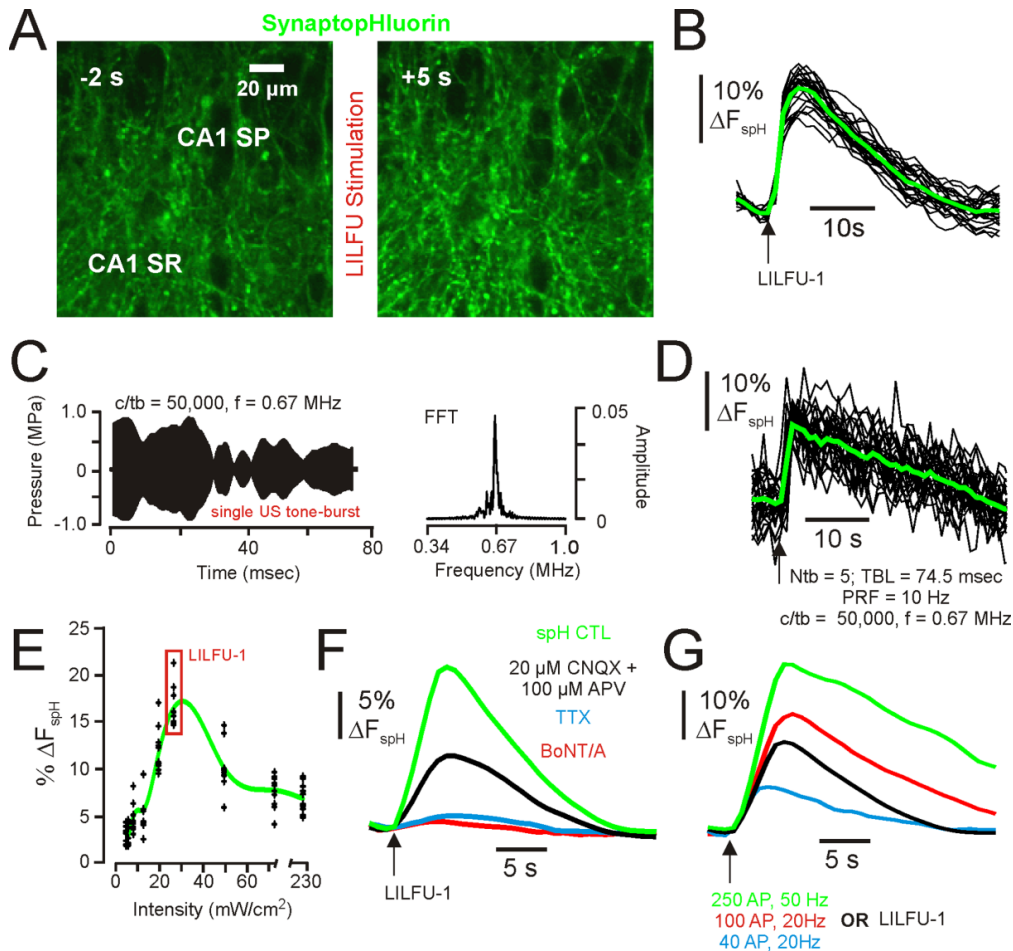 SynaptopHluorin
A
-2 s
20 µm
CA1 SP
CA1 SR
LILFU Stimulation
+5 s
B
10%
ΔFspH
10s
LILFU-1
C
c/tb = 50,000, f = 0.67 MHz
Pressure (MPa)
1.0
0
-1.0
single US tone-burst
0 20 40 60 80
Time (msec)
FFT
0.05
0
Amplitude
0.34 0.67 1.0
Frequency (MHz)
D
10%
ΔFspH
10 s
Ntb = 5; TBL = 74.5 msec
PRF = 10 Hz
c/tb = 50,000, f = 0.67 MHz
E
LILFU-1
% ΔFspH
25
20
15
10
5
0
0 20 40 60 230
Intensity (mW/cm²)
F
spH CTL
20 µM CNQX +
100 µM APV
TTX
BoNT/A
5%
ΔFspH
5 s
LILFU-1
G
10%
ΔFspH
5 s
250 AP, 50 Hz
100 AP, 20Hz OR LILFU-1
40 AP, 20Hz